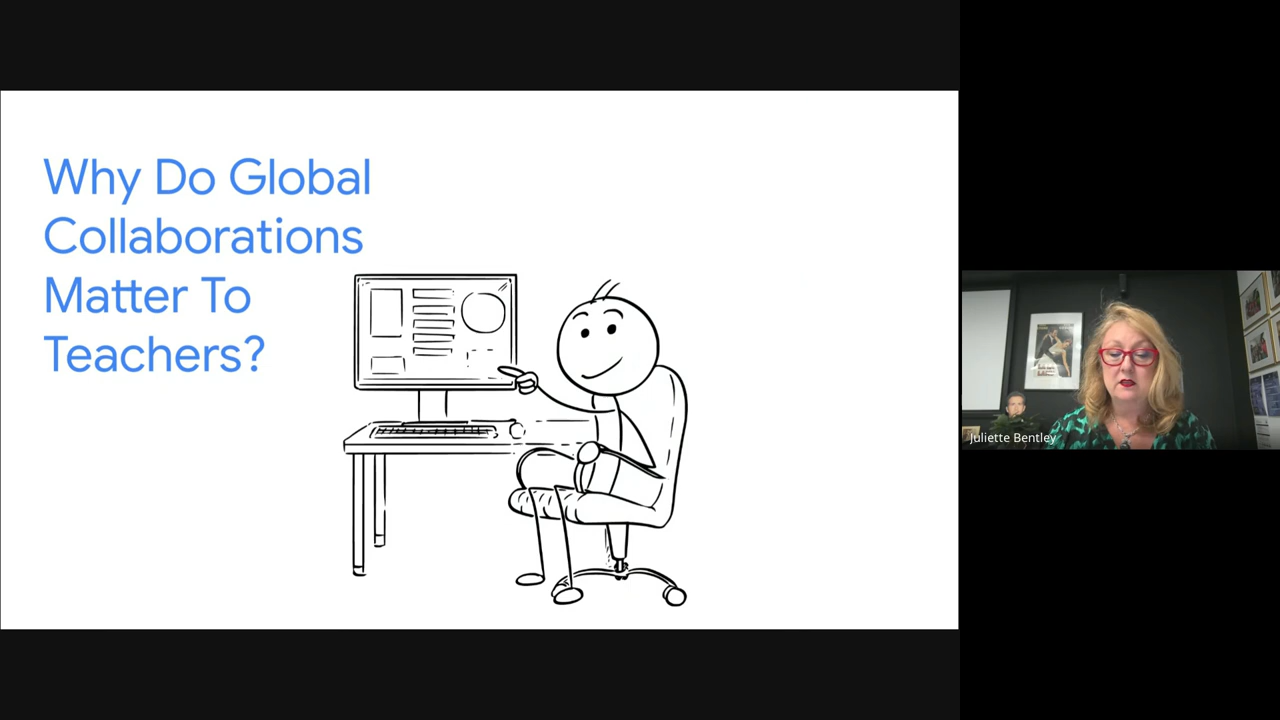 Why Do Global
Collaborations
Matter To
Teachers?
Juliette Bentley